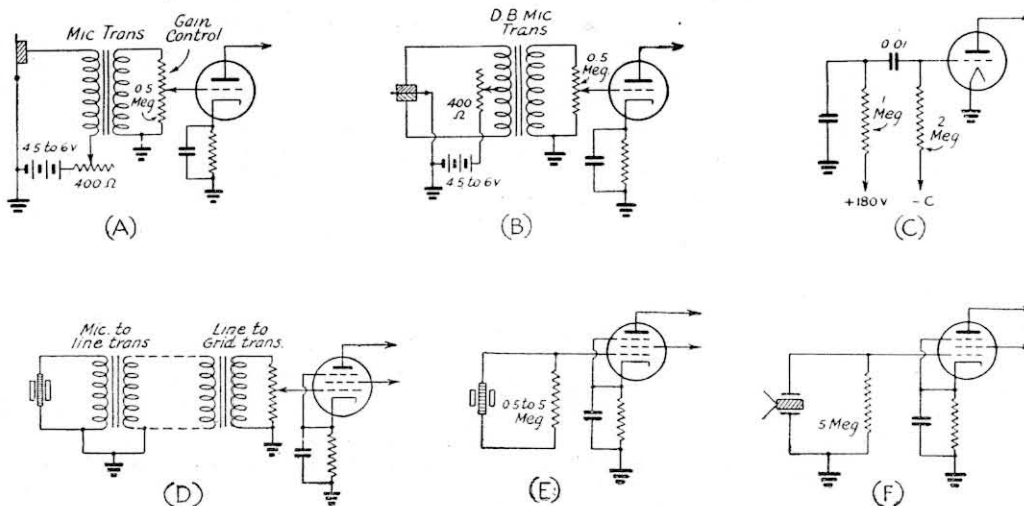 Mic Trans
Gain
Control
0.5
Meg.
4.5 to 6v
400 Ω
(A)
D.B Mic
Trans
0.5
Meg.
400
Ω
4.5 to 6v
(B)
0.01
1
Meg
2
Meg
+180v
-C
(C)
Mic. to
line trans
Line to
Grid trans.
(D)
0.5 to 5
Meg
(E)
5 Meg
(F)